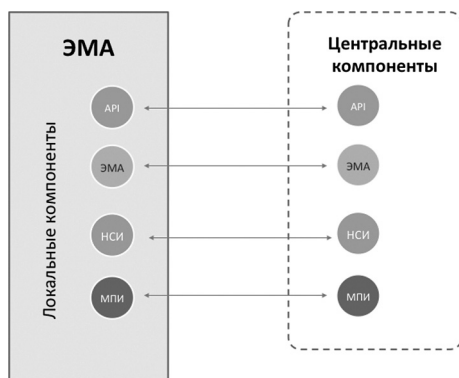 ЭМА
Локальные компоненты
API
ЭМА
НСИ
МПИ
Центральные
компоненты
API
ЭМА
НСИ
МПИ